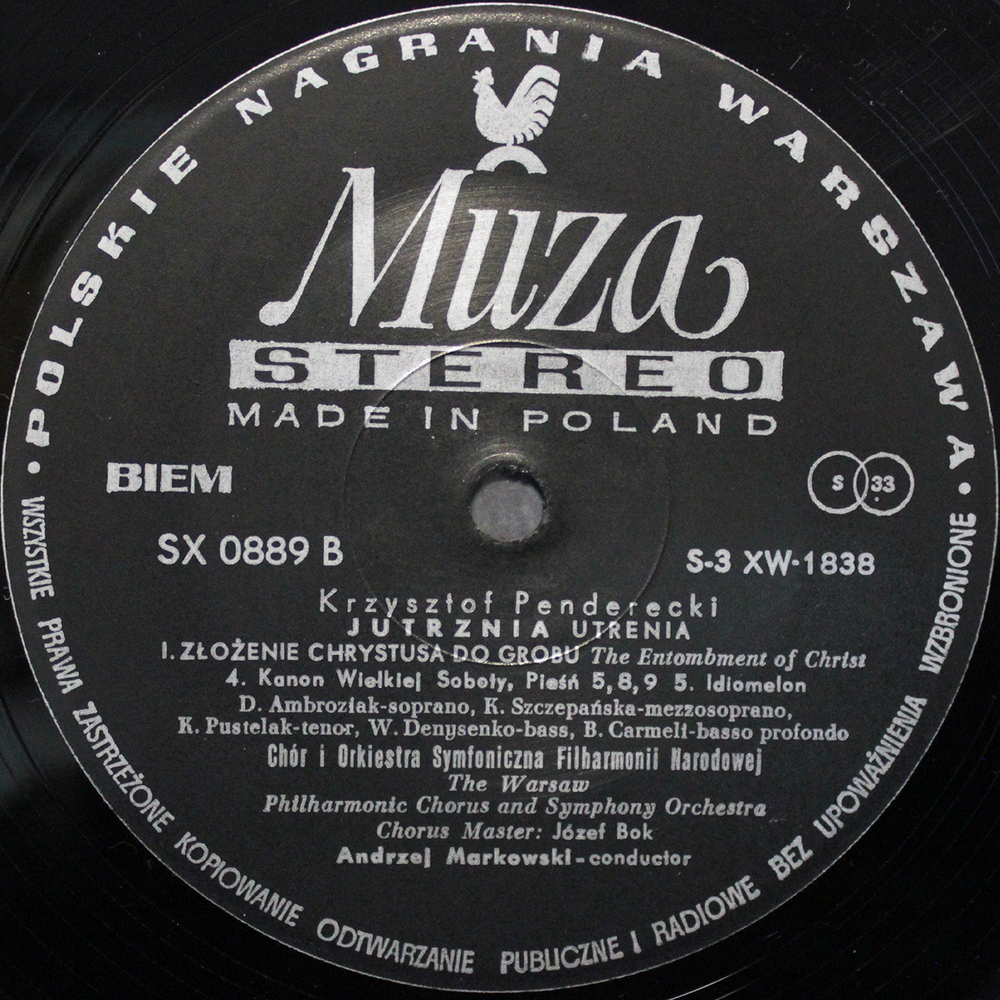 POLSKIE NAGRANIA WARSZAWA
Muza
STEREO
MADE IN POLAND
BIEM
S 33
SX 0889 B
S-3 XW-1838
Krzysztof Penderecki
JUTRZNIA UTRENIA
I. ZŁOŻENIE CHRYSTUSA DO GROBU The Entombment of Christ
4. Kanon Wielkiej Soboty, Pieśń 5,8,9 5. Idiomelon
D. Ambroziak-soprano, K. Szczepańska-mezzosoprano,
K. Pustelak-tenor, W. Denysenko-bass, B. Carmeli-basso profondo
Chór i Orkiestra Symfoniczna Filharmonii Narodowej
The Warsaw
Philharmonic Chorus and Symphony Orchestra
Chorus Master: Józef Bok
Andrzej Markowski-conductor
WSZYSTKIE PRAWA ZASTRZEŻONE KOPIOWANIE ODTWARZANIE PUBLICZNE I RADIOWE BEZ UPOWAŻNIENIA WZBRONIONE